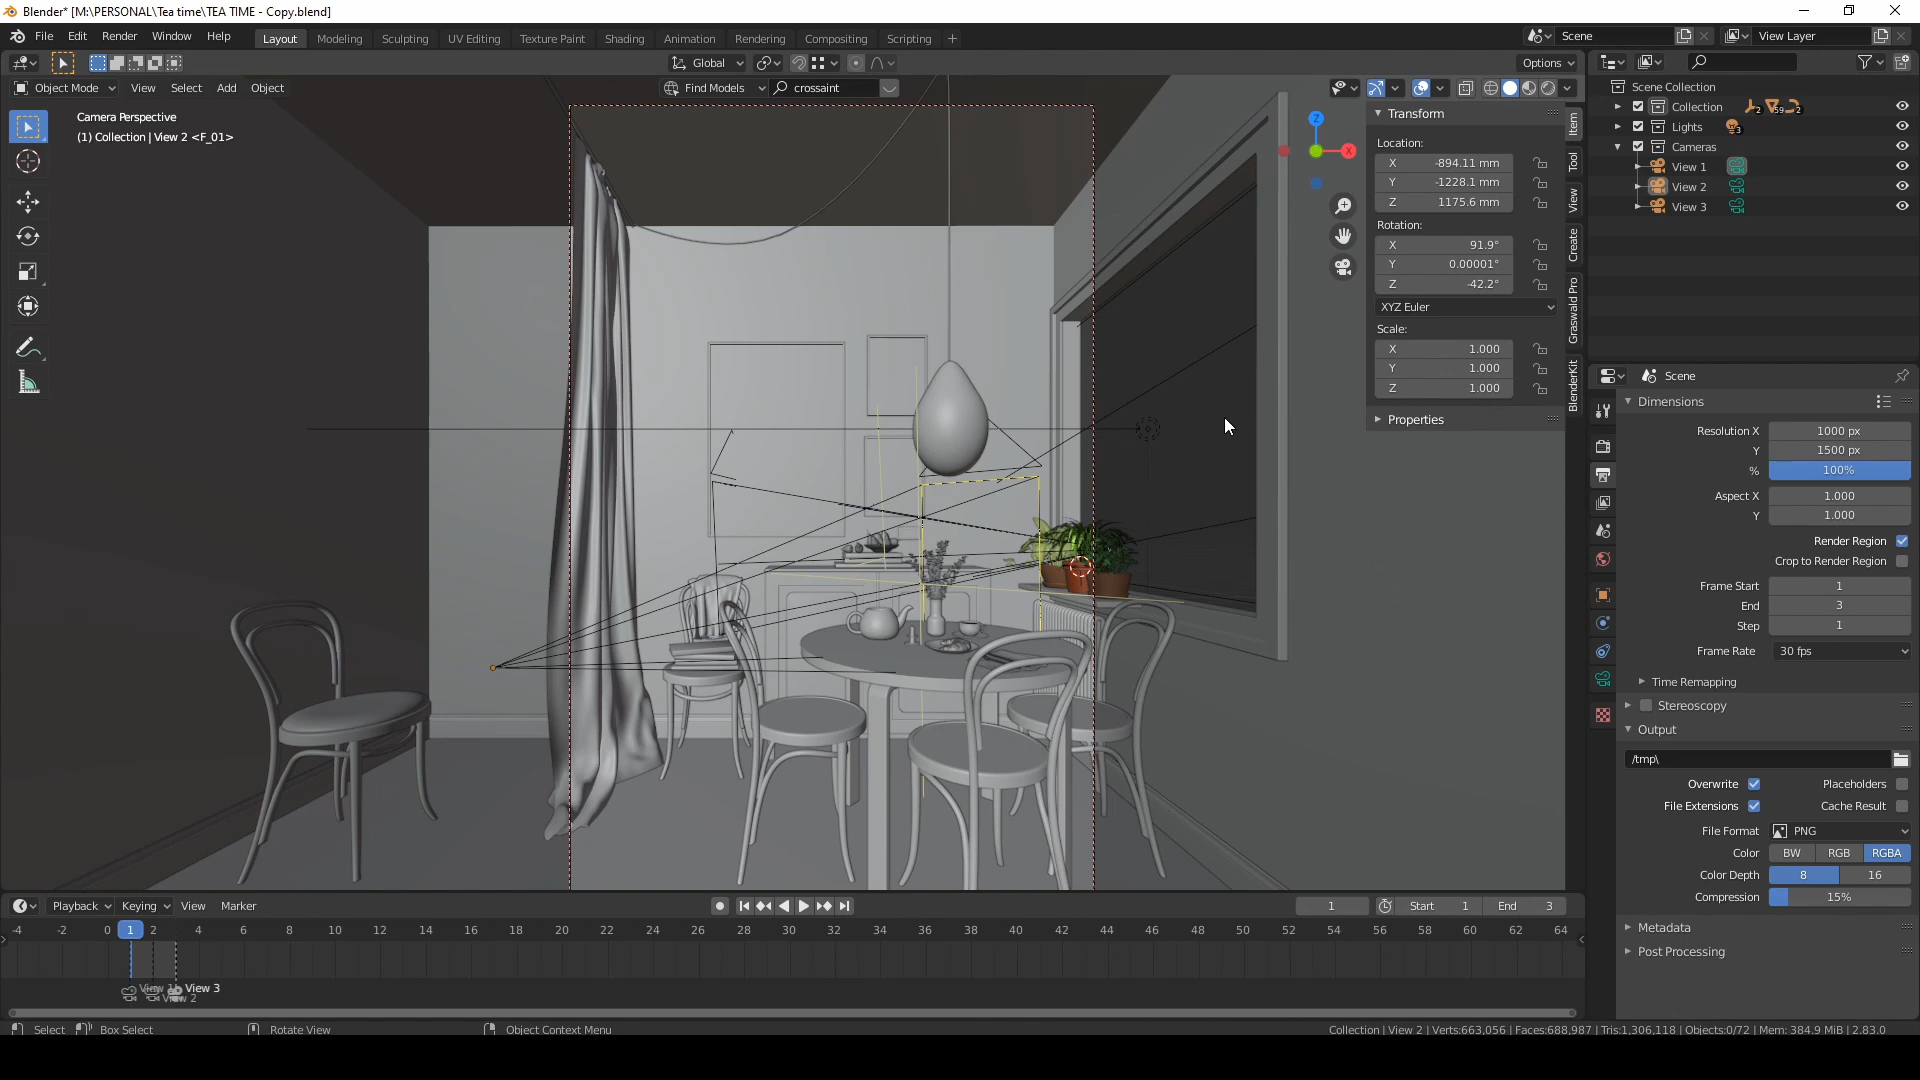 Blender* [M:\PERSONAL\Tea time\TEA TIME - Copy.blend]
File Edit Render Window Help Layout Modeling Sculpting UV Editing Texture Paint Shading Animation Rendering Compositing Scripting + Scene View Layer
Global Options
Object Mode View Select Add Object Find Models crossaint
Camera Perspective
(1) Collection | View 2 <F_01>
Z
X
Transform
Location:
X -894.11 mm
Y -1228.1 mm
Z 1175.6 mm
Rotation:
X 91.9°
Y 0.00001°
Z -42.2°
XYZ Euler
Scale:
X 1.000
Y 1.000
Z 1.000
Properties
Item
Tool
View
Create
Graswald Pro
BlenderKit
Scene Collection
Collection 2 59 2
Lights 3
Cameras
View 1
View 2
View 3
Scene
Dimensions
Resolution X 1000 px
Y 1500 px
% 100%
Aspect X 1.000
Y 1.000
Render Region
Crop to Render Region
Frame Start 1
End 3
Step 1
Frame Rate 30 fps
Time Remapping
Stereoscopy
Output
/tmp\
Overwrite Placeholders
File Extensions Cache Result
File Format PNG
Color BW RGB RGBA
Color Depth 8 16
Compression 15%
Metadata
Post Processing
Playback Keying View Marker 1 Start 1 End 3
-4 -2 0 1 2 4 6 8 10 12 14 16 18 20 22 24 26 28 30 32 34 36 38 40 42 44 46 48 50 52 54 56 58 60 62 64
View 1 View 3
View 2
Select Box Select Rotate View Object Context Menu Collection | View 2 | Verts:663,056 | Faces:688,987 | Tris:1,306,118 | Objects:0/72 | Mem: 384.9 MiB | 2.83.0